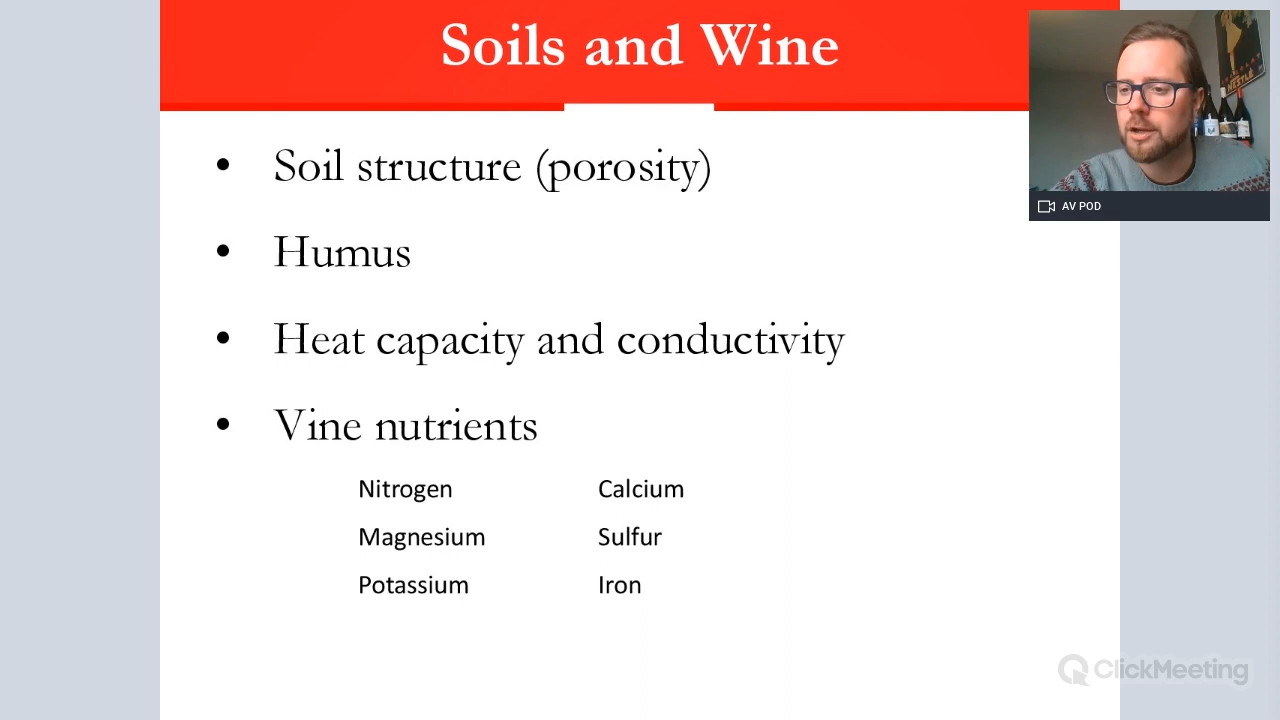 Soils and Wine
• Soil structure (porosity)
• Humus
• Heat capacity and conductivity
• Vine nutrients
Nitrogen Calcium
Magnesium Sulfur
Potassium Iron
NESTLÉ
AV POD
ClickMeeting